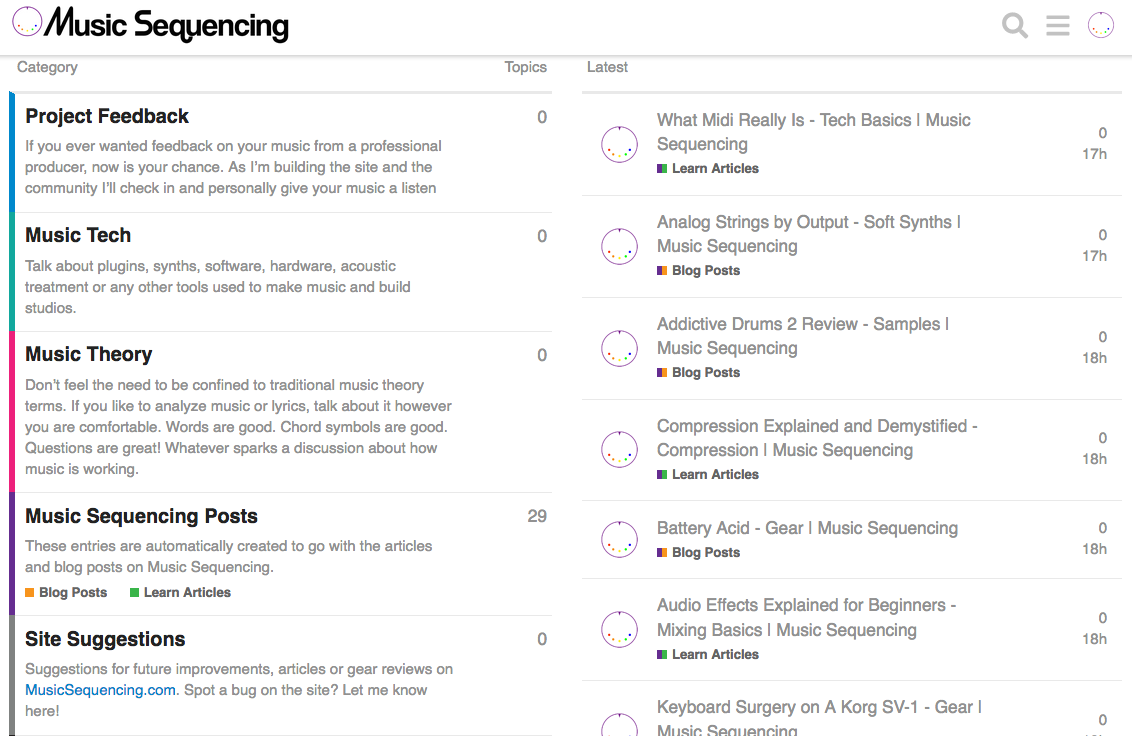 Music Sequencing
Category
Topics
Project Feedback
0
If you ever wanted feedback on your music from a professional
producer, now is your chance. As I'm building the site and the
community I'll check in and personally give your music a listen
Music Tech
0
Talk about plugins, synths, software, hardware, acoustic
treatment or any other tools used to make music and build
studios.
Music Theory
0
Don't feel the need to be confined to traditional music theory
terms. If you like to analyze music or lyrics, talk about it however
you are comfortable. Words are good. Chord symbols are good.
Questions are great! Whatever sparks a discussion about how
music is working.
Music Sequencing Posts
29
These entries are automatically created to go with the articles
and blog posts on Music Sequencing.
Blog Posts Learn Articles
Site Suggestions
0
Suggestions for future improvements, articles or gear reviews on
MusicSequencing.com. Spot a bug on the site? Let me know
here!
Latest
What Midi Really Is - Tech Basics | Music
Sequencing
Learn Articles
0
17h
Analog Strings by Output - Soft Synths |
Music Sequencing
Blog Posts
0
17h
Addictive Drums 2 Review - Samples |
Music Sequencing
Blog Posts
0
18h
Compression Explained and Demystified -
Compression | Music Sequencing
Learn Articles
0
18h
Battery Acid - Gear | Music Sequencing
Blog Posts
0
18h
Audio Effects Explained for Beginners -
Mixing Basics | Music Sequencing
Learn Articles
0
18h
Keyboard Surgery on A Korg SV-1 - Gear |
Music Sequencing
0